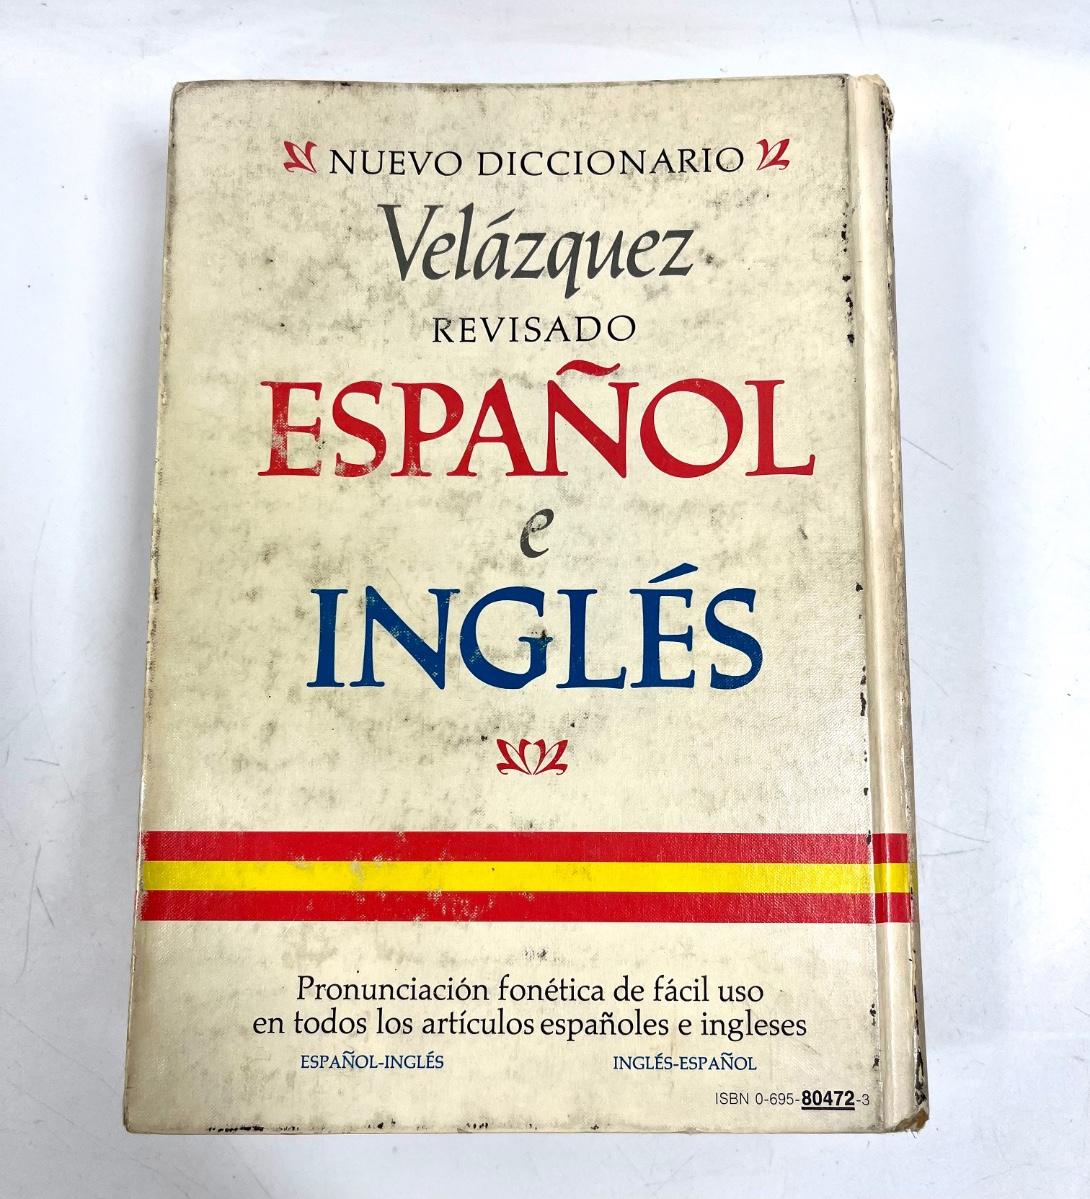 NUEVO DICCIONARIO
Velázquez
REVISADO
ESPAÑOL
e
INGLÉS
Pronunciación fonética de fácil uso
en todos los artículos españoles e ingleses
ESPAÑOL-INGLÉS INGLÉS-ESPAÑOL
ISBN 0-695-80472-3